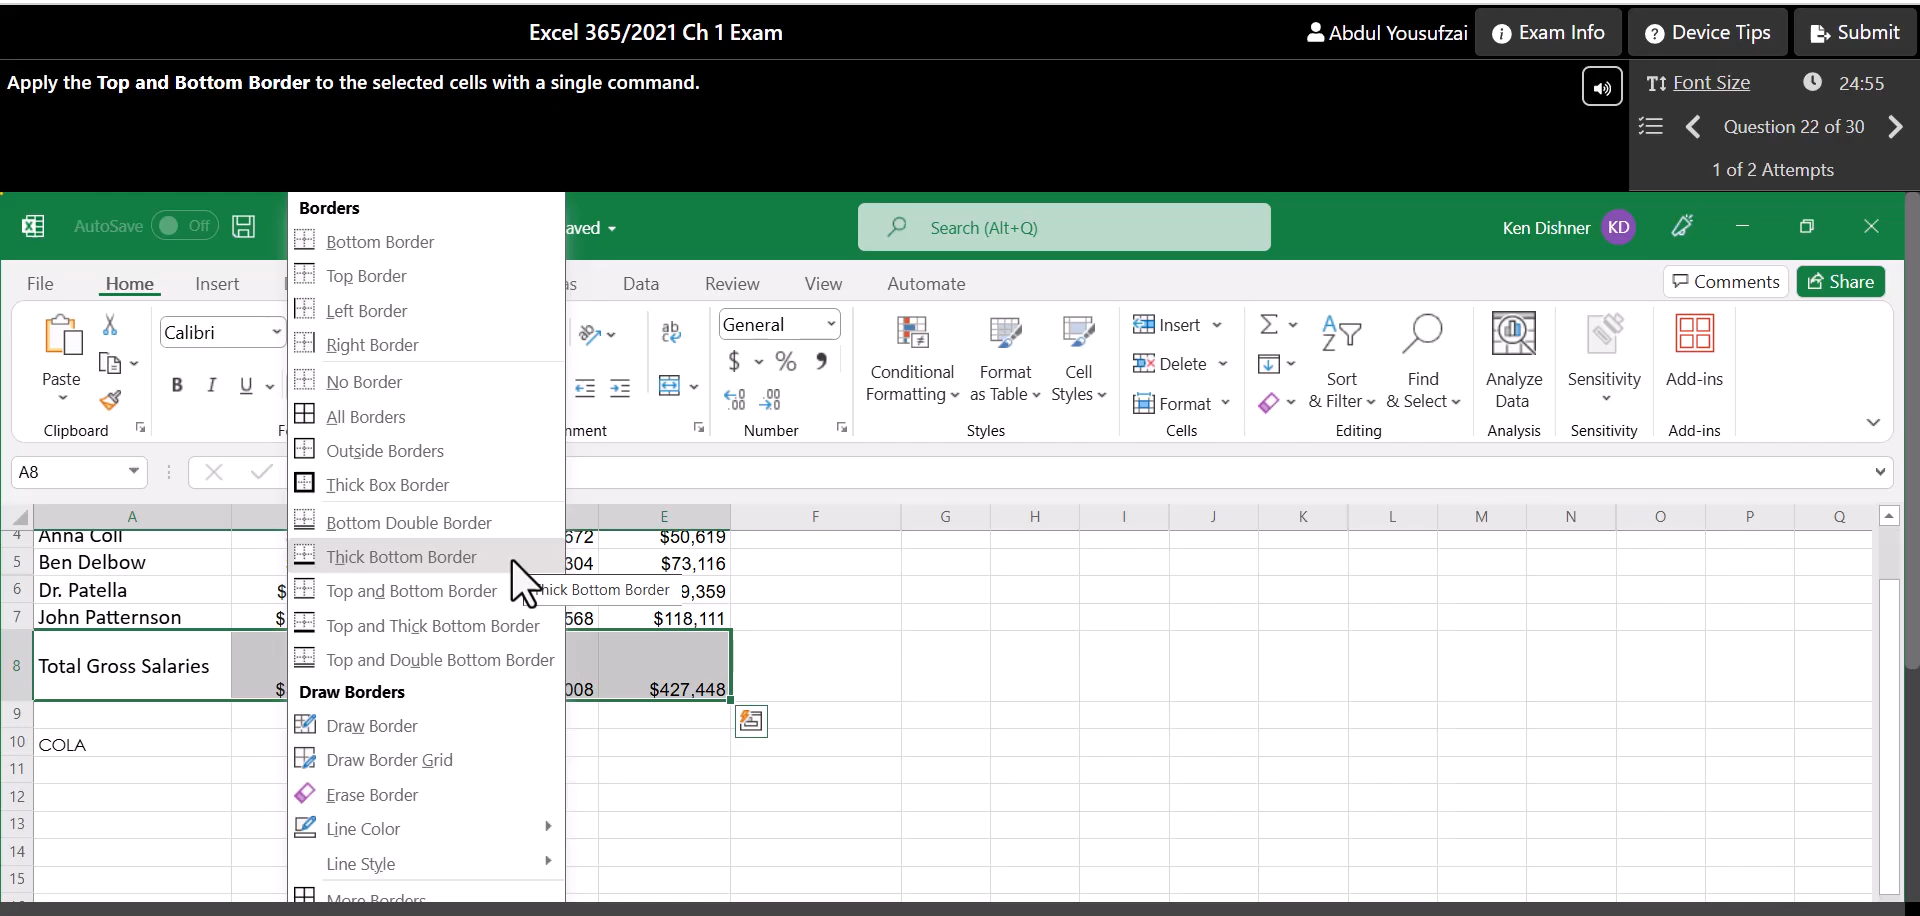 Excel 365/2021 Ch 1 Exam
Abdul Yousufzai
Exam Info
Device Tips
Submit
Apply the Top and Bottom Border to the selected cells with a single command.
Font Size
24:55
Question 22 of 30
1 of 2 Attempts
AutoSave
Off
aved
Search (Alt+Q)
Ken Dishner
KD
File
Home
Insert
as
Data
Review
View
Automate
Comments
Share
Paste
Clipboard
Calibri
B I U
ab
nment
General
$ % ,
Number
Conditional
Formatting
Format
as Table
Cell
Styles
Styles
Insert
Delete
Format
Cells
Sort
& Filter
Find
& Select
Editing
Analyze
Data
Analysis
Sensitivity
Sensitivity
Add-ins
Add-ins
A8
Borders
Bottom Border
Top Border
Left Border
Right Border
No Border
All Borders
Outside Borders
Thick Box Border
Bottom Double Border
Thick Bottom Border
Top and Bottom Border
Thick Bottom Border
Top and Thick Bottom Border
Top and Double Bottom Border
Draw Borders
Draw Border
Draw Border Grid
Erase Border
Line Color
Line Style
More Borders
A E F G H I J K L M N O P Q
4 Anna Coll 672 $50,619
5 Ben Delbow 304 $73,116
6 Dr. Patella $ 9,359
7 John Patternson $ 568 $118,111
8 Total Gross Salaries $ 008 $427,448
9
10 COLA
11
12
13
14
15